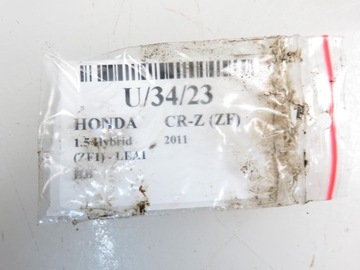 U/34/23
HONDA CR-Z (ZF)
1.5 Hybrid 2011
(ZF1) - LEA1